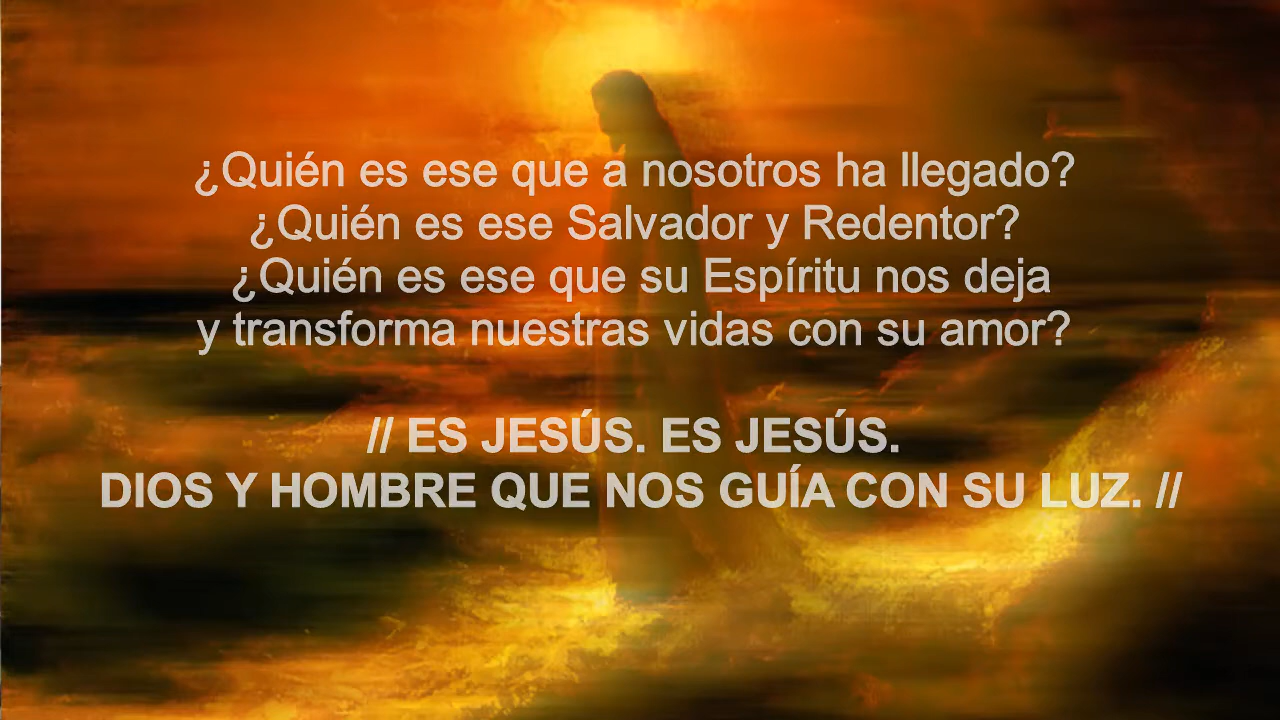 ¿Quién es ese que a nosotros ha llegado?
¿Quién es ese Salvador y Redentor?
¿Quién es ese que su Espíritu nos deja
y transforma nuestras vidas con su amor?
// ES JESÚS. ES JESÚS.
DIOS Y HOMBRE QUE NOS GUÍA CON SU LUZ. //